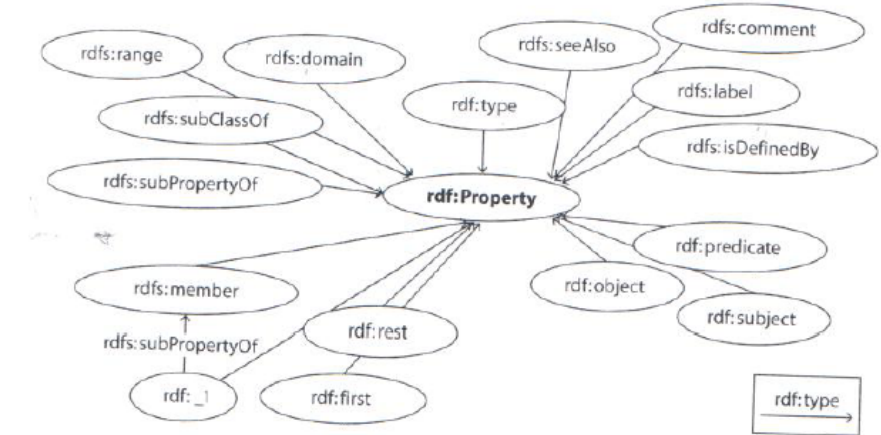 rdfs:comment
rdfs:seeAlso
rdfs:range
rdfs:domain
rdfs:label
rdf:type
rdfs:subClassOf
rdfs:isDefinedBy
rdfs:subPropertyOf
rdf:Property
rdf:predicate
rdfs:member
rdf:object
rdf:subject
rdf:rest
rdfs:subPropertyOf
rdf:_1
rdf:first
rdf:type